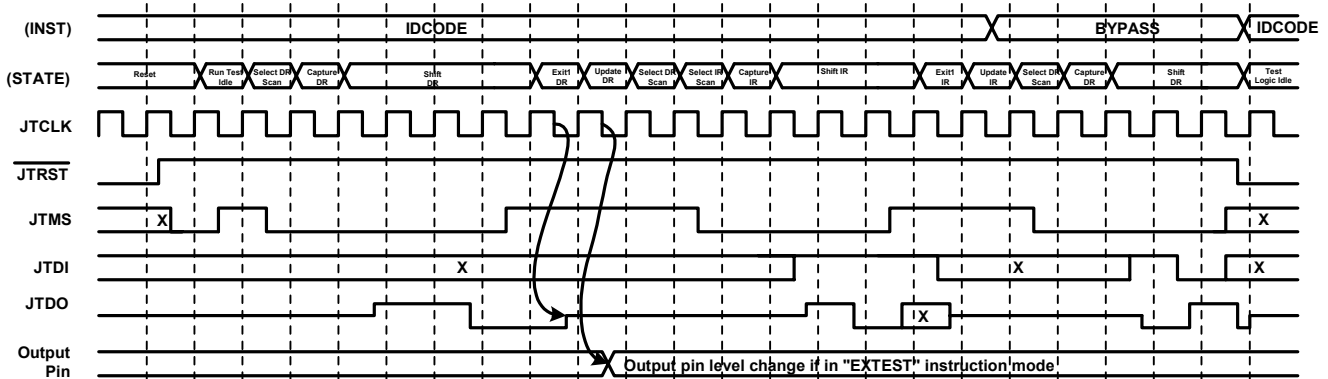 (INST) IDCODE BYPASS IDCODE
(STATE) Reset Run Test Idle Select DR Scan Capture DR Shift DR Exit1 DR Update DR Select DR Scan Select IR Scan Capture IR Shift IR Exit1 IR Update IR Select DR Scan Capture DR Shift DR Test Logic Idle
JTCLK
JTRST
JTMS X X
JTDI X X X
JTDO X
Output Pin Output pin level change if in "EXTEST" instruction mode